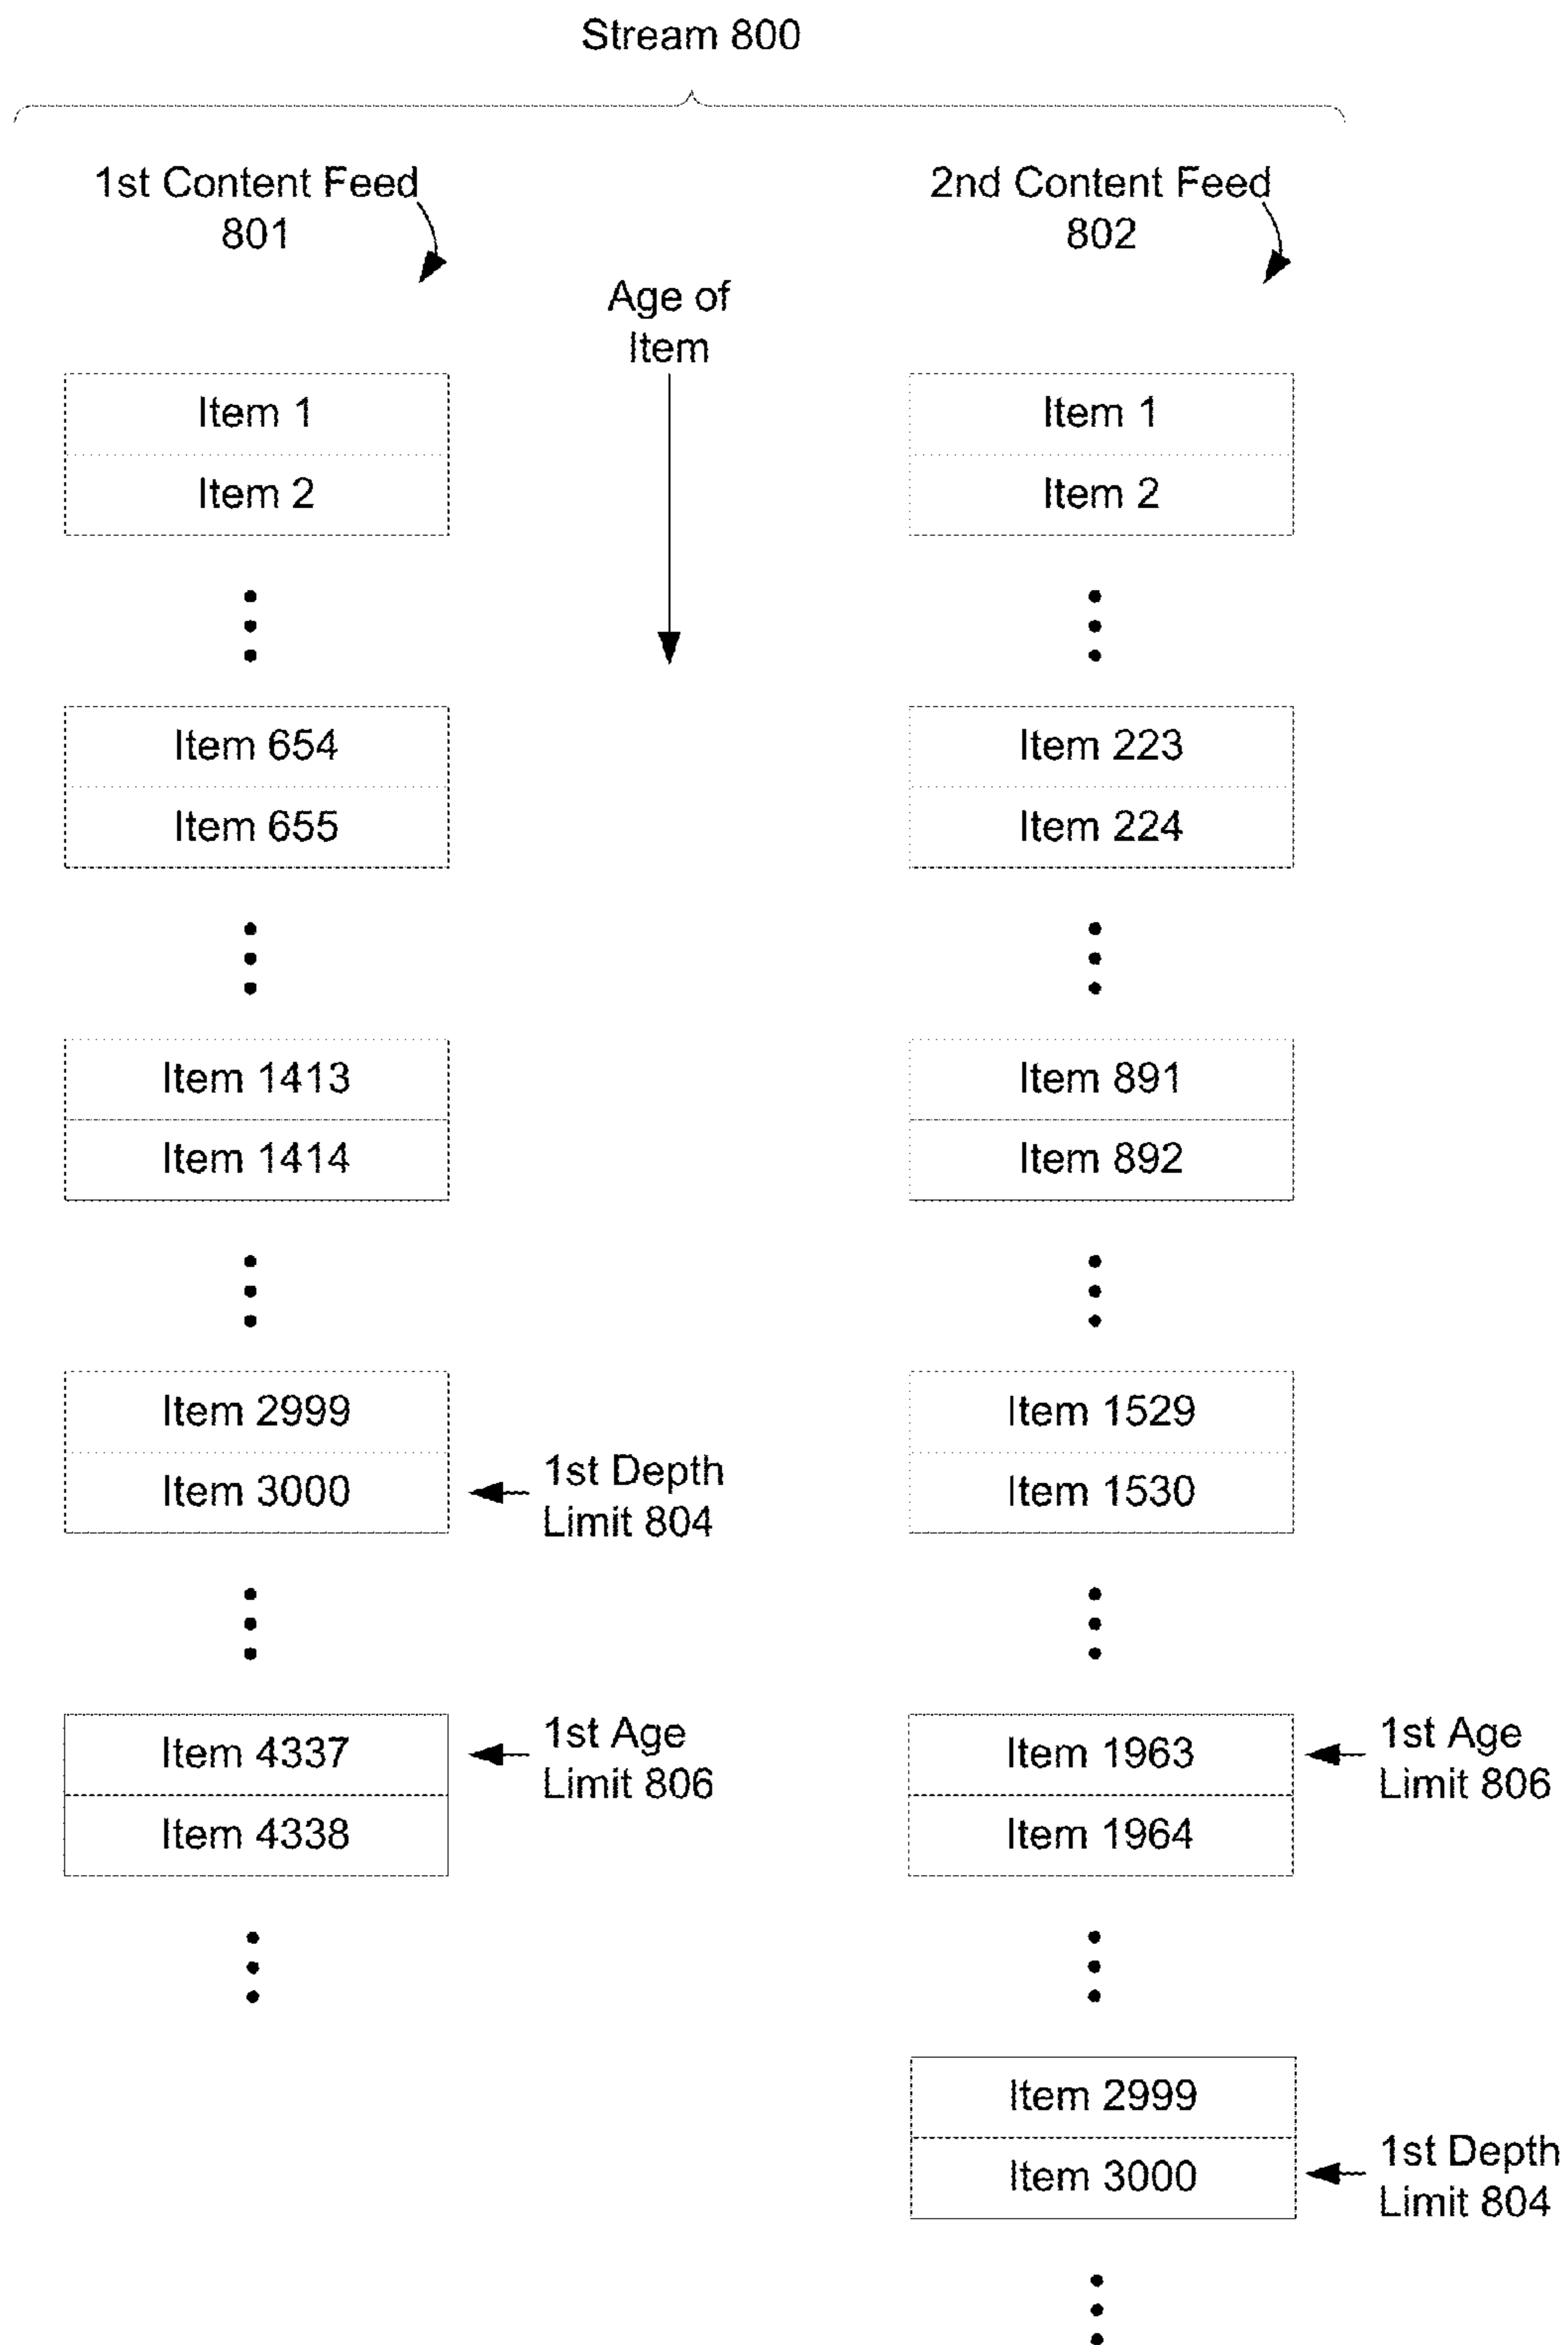 Stream 800
1st Content Feed
801
2nd Content Feed
802
Age of
Item
Item 1
Item 2
Item 1
Item 2
Item 654
Item 655
Item 223
Item 224
Item 1413
Item 1414
Item 891
Item 892
Item 2999
Item 3000
1st Depth
Limit 804
Item 1529
Item 1530
Item 4337
Item 4338
1st Age
Limit 806
Item 1963
Item 1964
1st Age
Limit 806
Item 2999
Item 3000
1st Depth
Limit 804